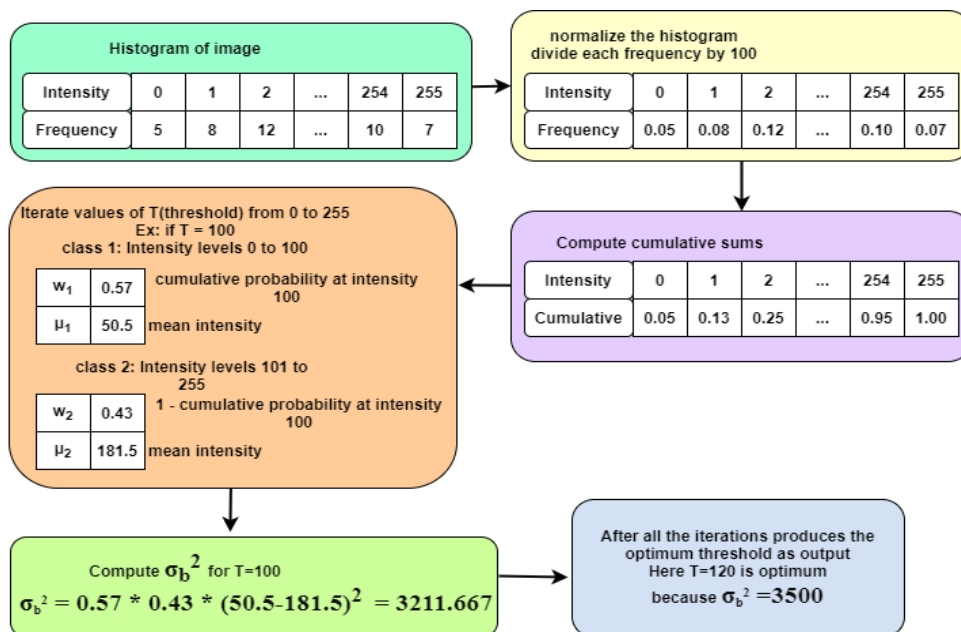 Histogram of image
Intensity 0 1 2 ... 254 255
Frequency 5 8 12 ... 10 7
normalize the histogram
divide each frequency by 100
Intensity 0 1 2 ... 254 255
Frequency 0.05 0.08 0.12 ... 0.10 0.07
Compute cumulative sums
Intensity 0 1 2 ... 254 255
Cumulative 0.05 0.13 0.25 ... 0.95 1.00
Iterate values of T(threshold) from 0 to 255
Ex: if T = 100
class 1: Intensity levels 0 to 100
w₁ 0.57 cumulative probability at intensity
100
μ₁ 50.5 mean intensity
class 2: Intensity levels 101 to
255
w₂ 0.43 1 - cumulative probability at intensity
100
μ₂ 181.5 mean intensity
Compute σ_b² for T=100
σ_b² = 0.57 * 0.43 * (50.5-181.5)² = 3211.667
After all the iterations produces the
optimum threshold as output
Here T=120 is optimum
because σ_b² =3500